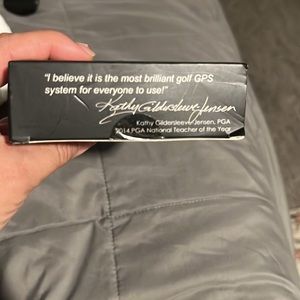 "I believe it is the most brilliant golf GPS
system for everyone to use!"
Kathy Gildersleeve-Jensen
Kathy Gildersleeve-Jensen, PGA
2014 PGA National Teacher of the Year